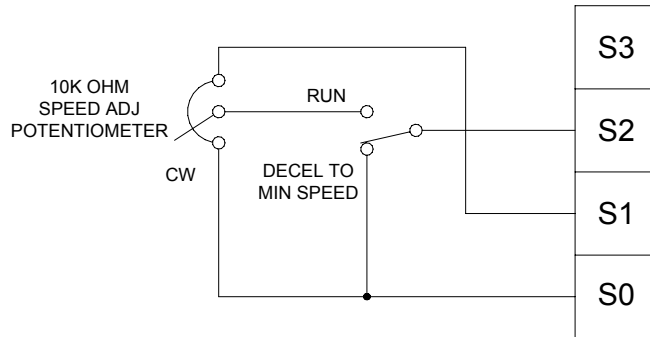 10K OHM
SPEED ADJ
POTENTIOMETER
CW
RUN
DECEL TO
MIN SPEED
S3
S2
S1
S0